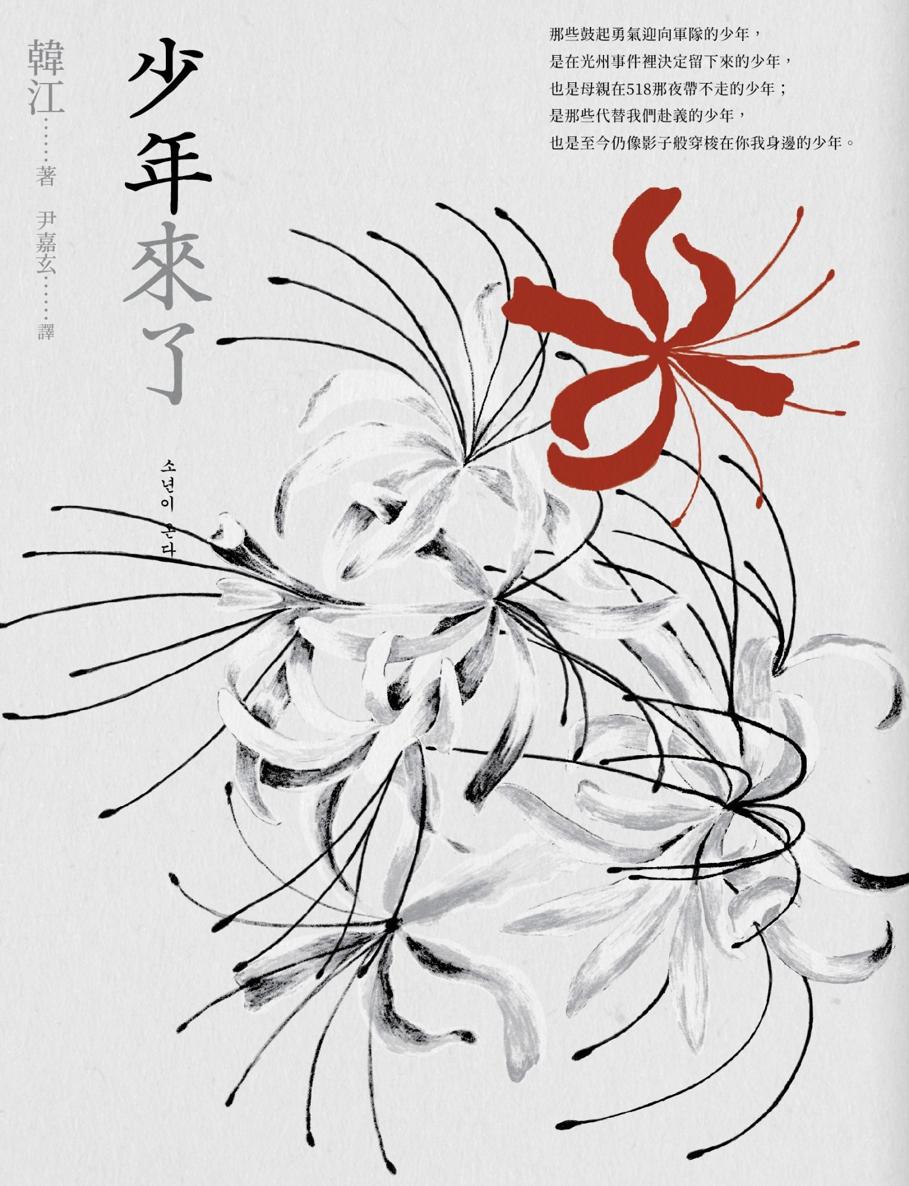 少年來了
소년이 온다
韓江……著
尹嘉玄……譯
那些鼓起勇氣迎向軍隊的少年，
是在光州事件裡決定留下來的少年，
也是母親在518那夜帶不走的少年；
是那些代替我們赴義的少年，
也是至今仍像影子般穿梭在你我身邊的少年。